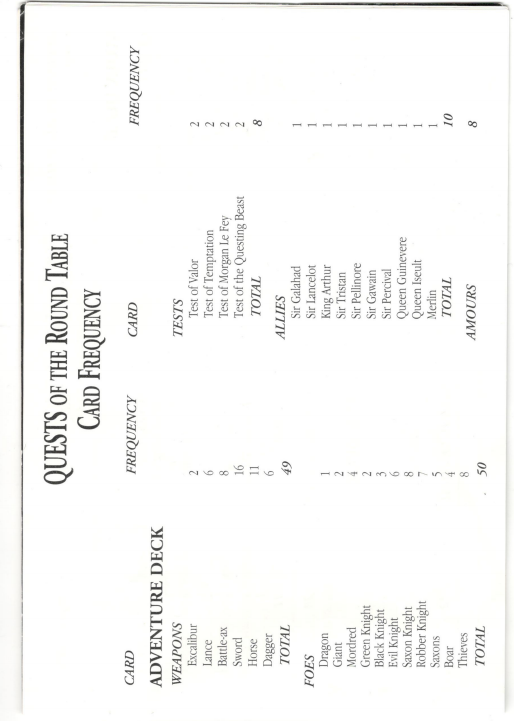 QUESTS OF THE ROUND TABLE
CARD FREQUENCY
CARD FREQUENCY
ADVENTURE DECK
WEAPONS
Excalibur 2
Lance 6
Battle-ax 8
Sword 16
Horse 11
Dagger 6
TOTAL 49
FOES
Dragon 1
Giant 2
Mordred 4
Green Knight 2
Black Knight 3
Evil Knight 6
Saxon Knight 8
Robber Knight 7
Saxons 5
Boar 4
Thieves 8
TOTAL 50
CARD FREQUENCY
TESTS
Test of Valor 2
Test of Temptation 2
Test of Morgan Le Fey 2
Test of the Questing Beast 2
TOTAL 8
ALLIES
Sir Galahad 1
Sir Lancelot 1
King Arthur 1
Sir Tristan 1
Sir Pellinore 1
Sir Gawain 1
Sir Percival 1
Queen Guinevere 1
Queen Iseult 1
Merlin 1
TOTAL 10
AMOURS 8